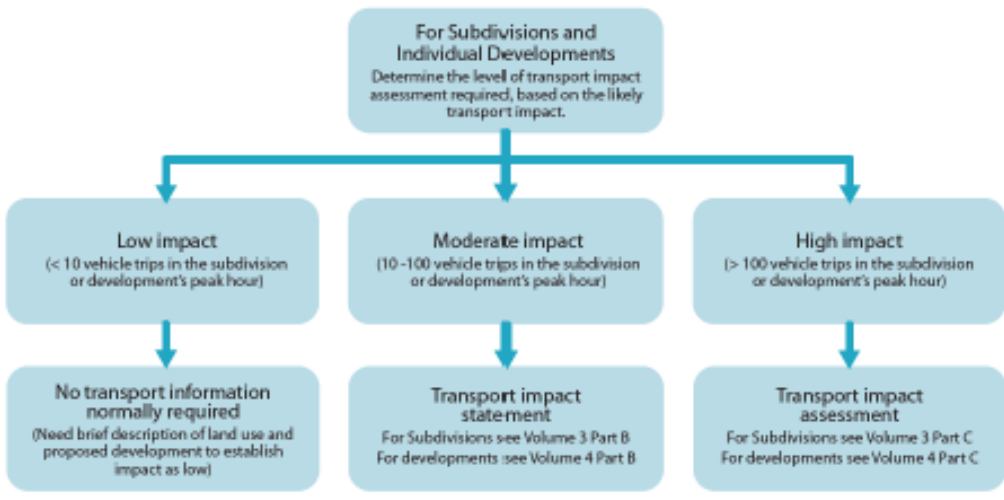 For Subdivisions and
Individual Developments
Determine the level of transport impact
assessment required, based on the likely
transport impact.
Low impact
(< 10 vehicle trips in the subdivision
or development's peak hour)
Moderate impact
(10 -100 vehicle trips in the subdivision
or development's peak hour)
High impact
(> 100 vehicle trips in the subdivision
or development's peak hour)
No transport information
normally required
(Need brief description of land use and
proposed development to establish
impact as low)
Transport impact
statement
For Subdivisions see Volume 3 Part B
For developments see Volume 4 Part B
Transport impact
assessment
For Subdivisions see Volume 3 Part C
For developments see Volume 4 Part C